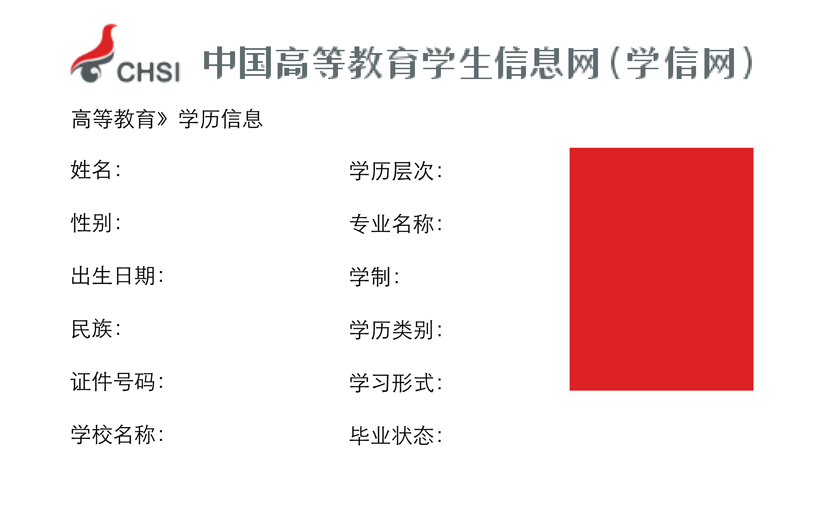 CHSI 中国高等教育学生信息网（学信网）
高等教育》学历信息
姓名： 学历层次：
性别： 专业名称：
出生日期： 学制：
民族： 学历类别：
证件号码： 学习形式：
学校名称： 毕业状态：